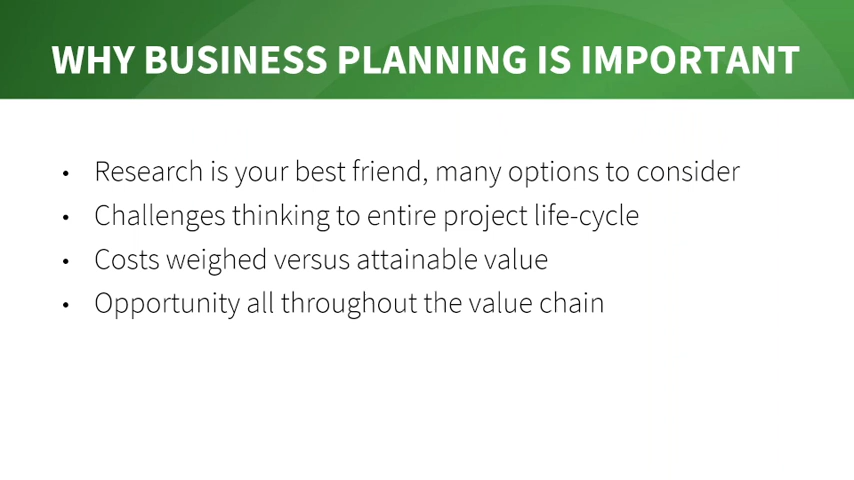 WHY BUSINESS PLANNING IS IMPORTANT
• Research is your best friend, many options to consider
• Challenges thinking to entire project life-cycle
• Costs weighed versus attainable value
• Opportunity all throughout the value chain